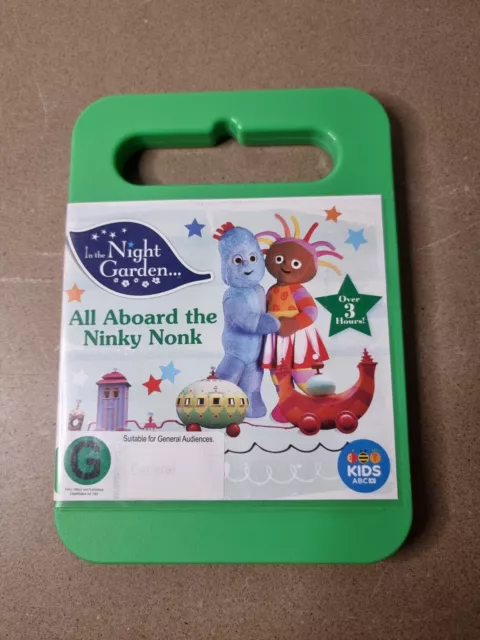 In the
Night
Garden...
All Aboard the
Ninky Nonk
Over
3
Hours!
Suitable for General Audiences.
G
KIDS
ABC